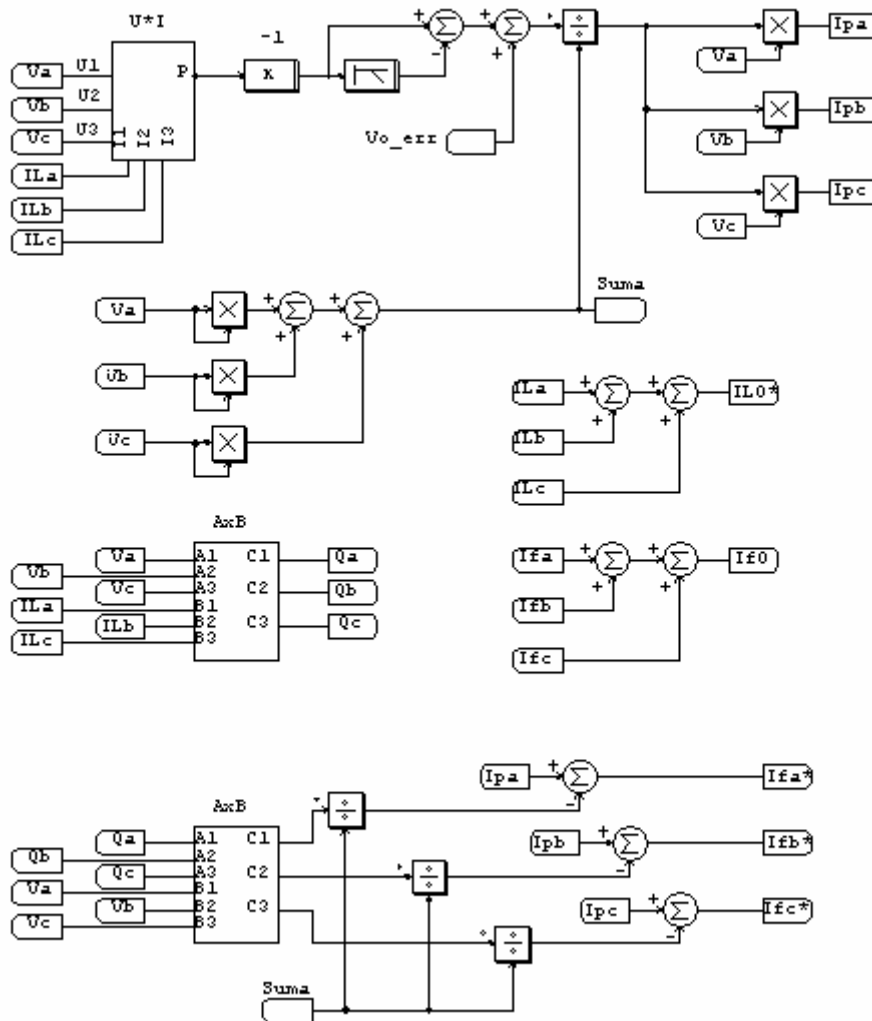 U*I
-1
Ua
U1
P
K
Ub
U2
Uc
U3
I1
I2
I3
ILa
ILb
ILc
Uo_err
Ua
Ipa
Ub
Ipb
Uc
Ipc
Suma
Ua
Ub
Uc
ILa
ILb
ILc
IL0*
AxB
Ua
Ub
Uc
ILa
ILb
ILc
A1
A2
A3
B1
B2
B3
C1
C2
C3
Qa
Qb
Qc
Ifa
Ifb
Ifc
If0
AxB
Qa
Qb
Qc
Ua
Ub
Uc
A1
A2
A3
B1
B2
B3
C1
C2
C3
Ipa
Ifa*
Ipb
Ifb*
Ipc
Ifc*
Suma